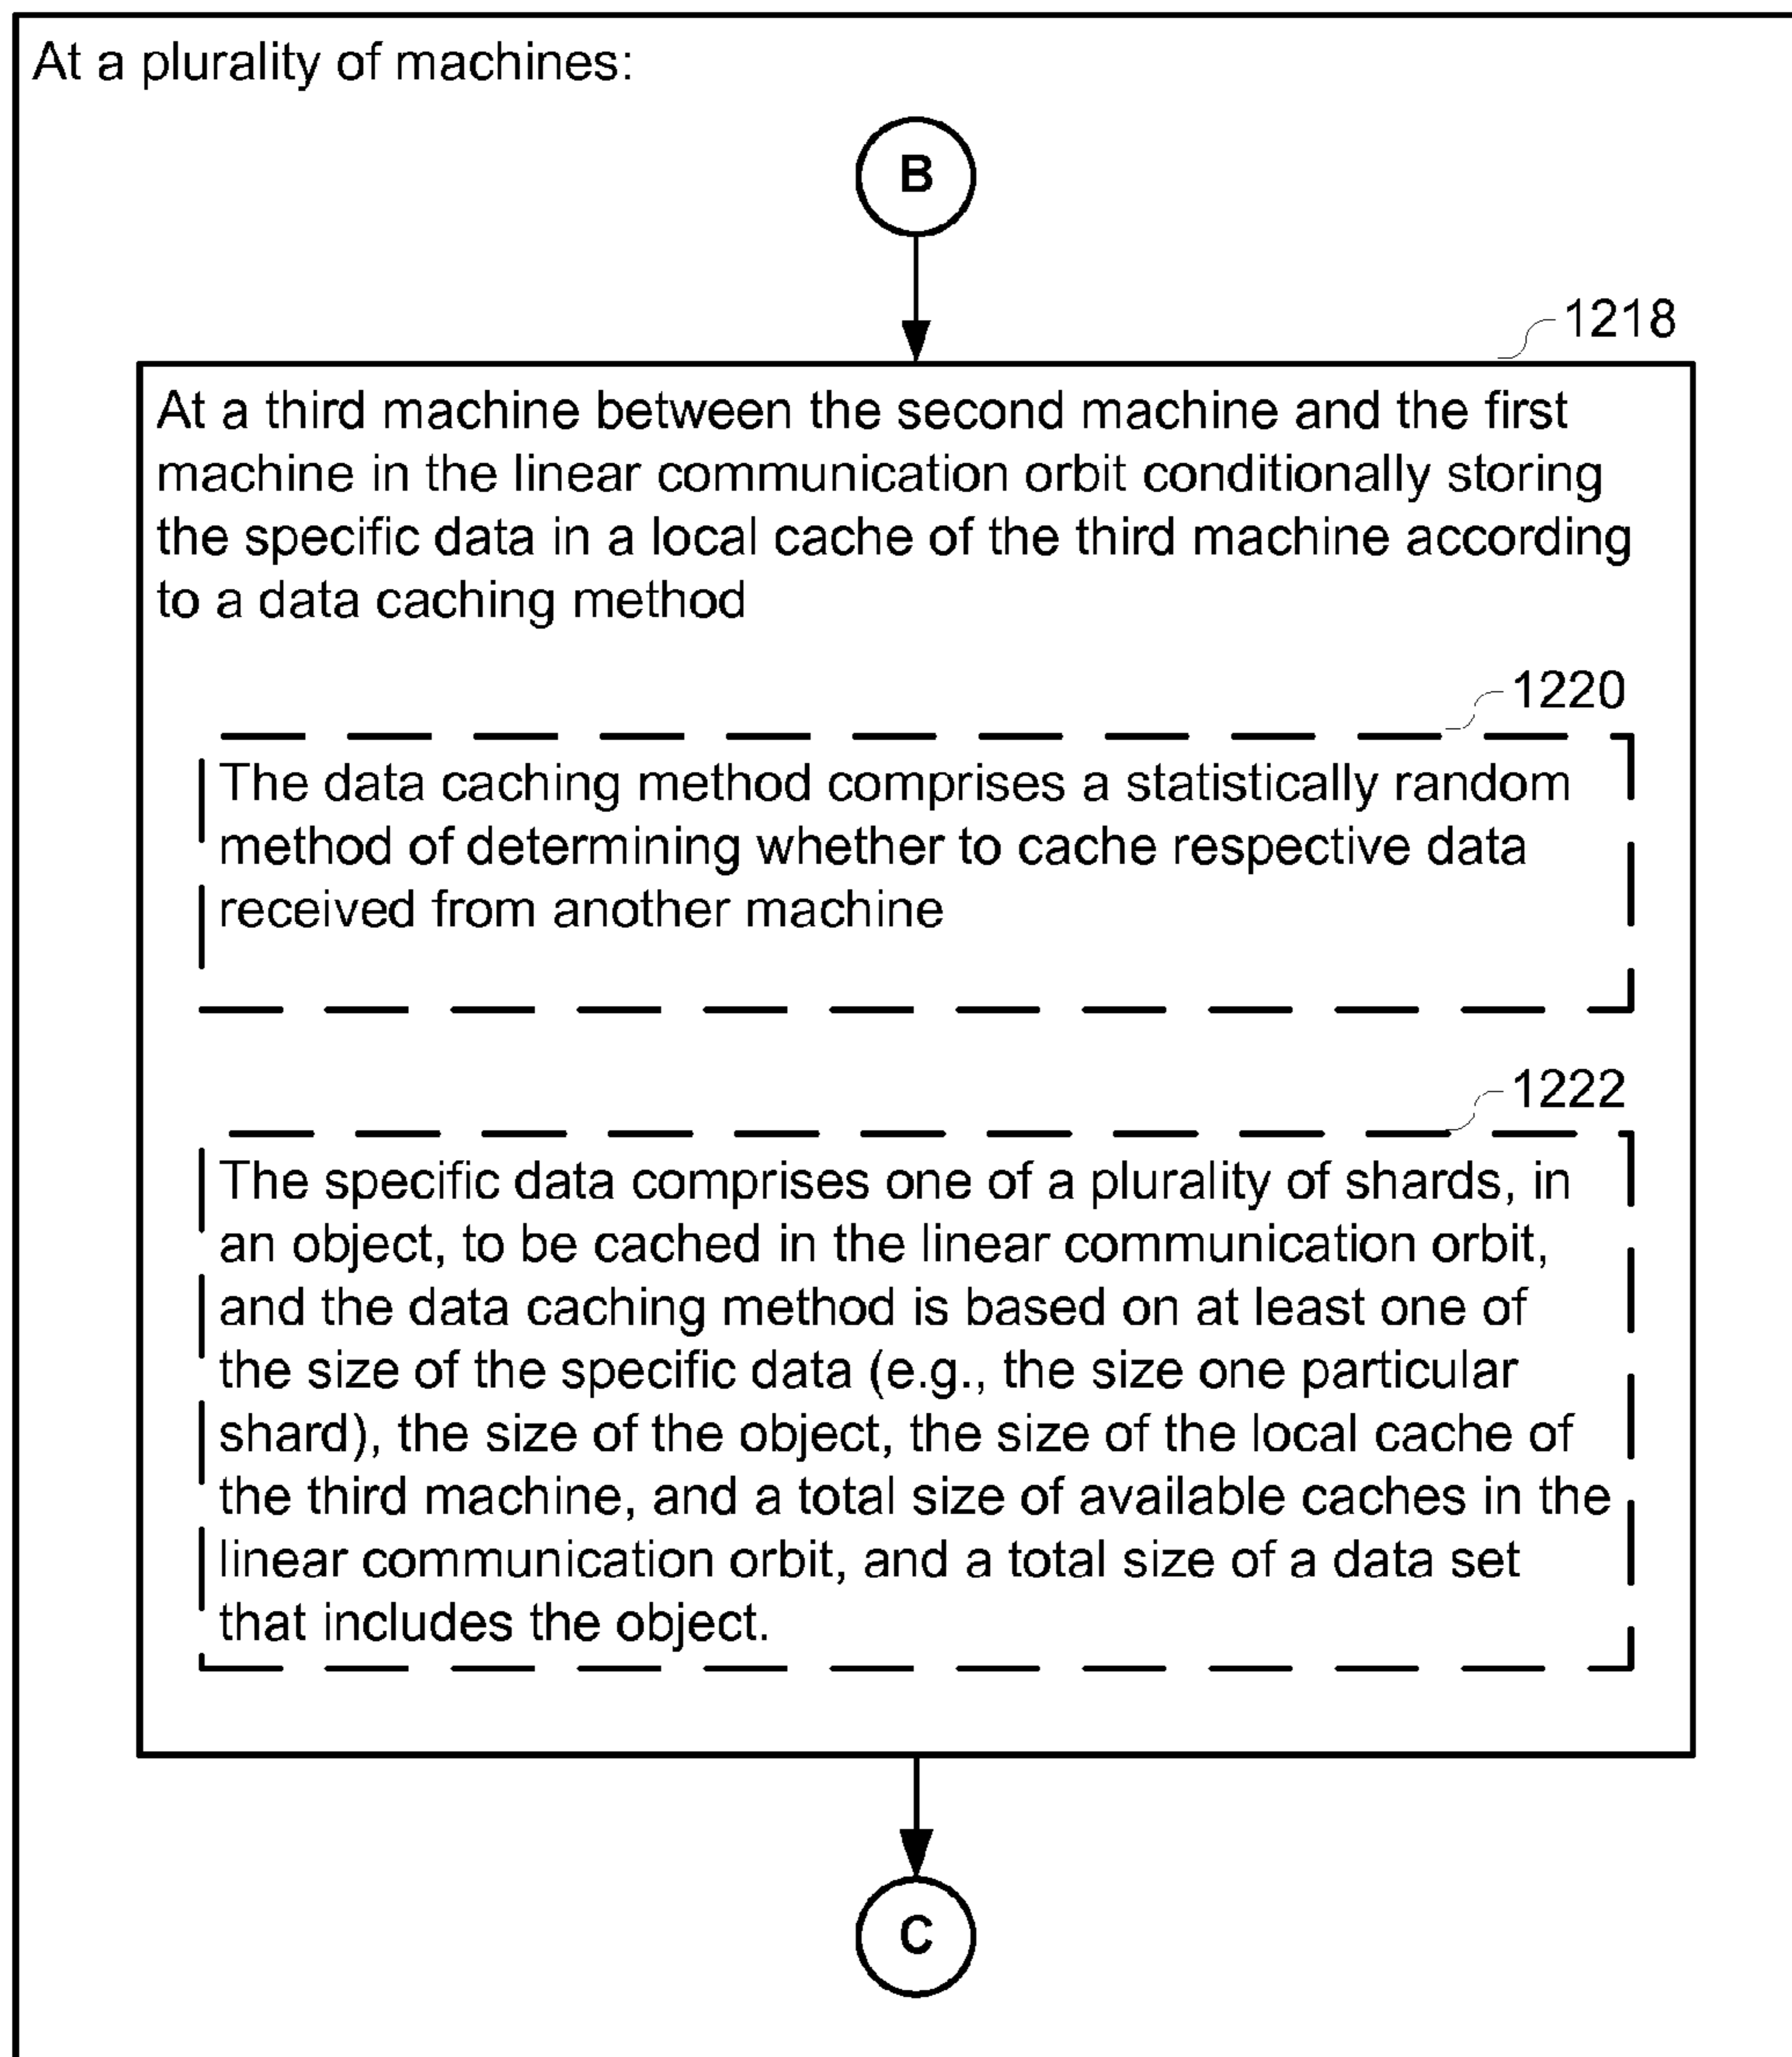 At a plurality of machines:
B
1218
At a third machine between the second machine and the first
machine in the linear communication orbit conditionally storing
the specific data in a local cache of the third machine according
to a data caching method
1220
The data caching method comprises a statistically random
method of determining whether to cache respective data
received from another machine
1222
The specific data comprises one of a plurality of shards, in
an object, to be cached in the linear communication orbit,
and the data caching method is based on at least one of
the size of the specific data (e.g., the size one particular
shard), the size of the object, the size of the local cache of
the third machine, and a total size of available caches in the
linear communication orbit, and a total size of a data set
that includes the object.
C